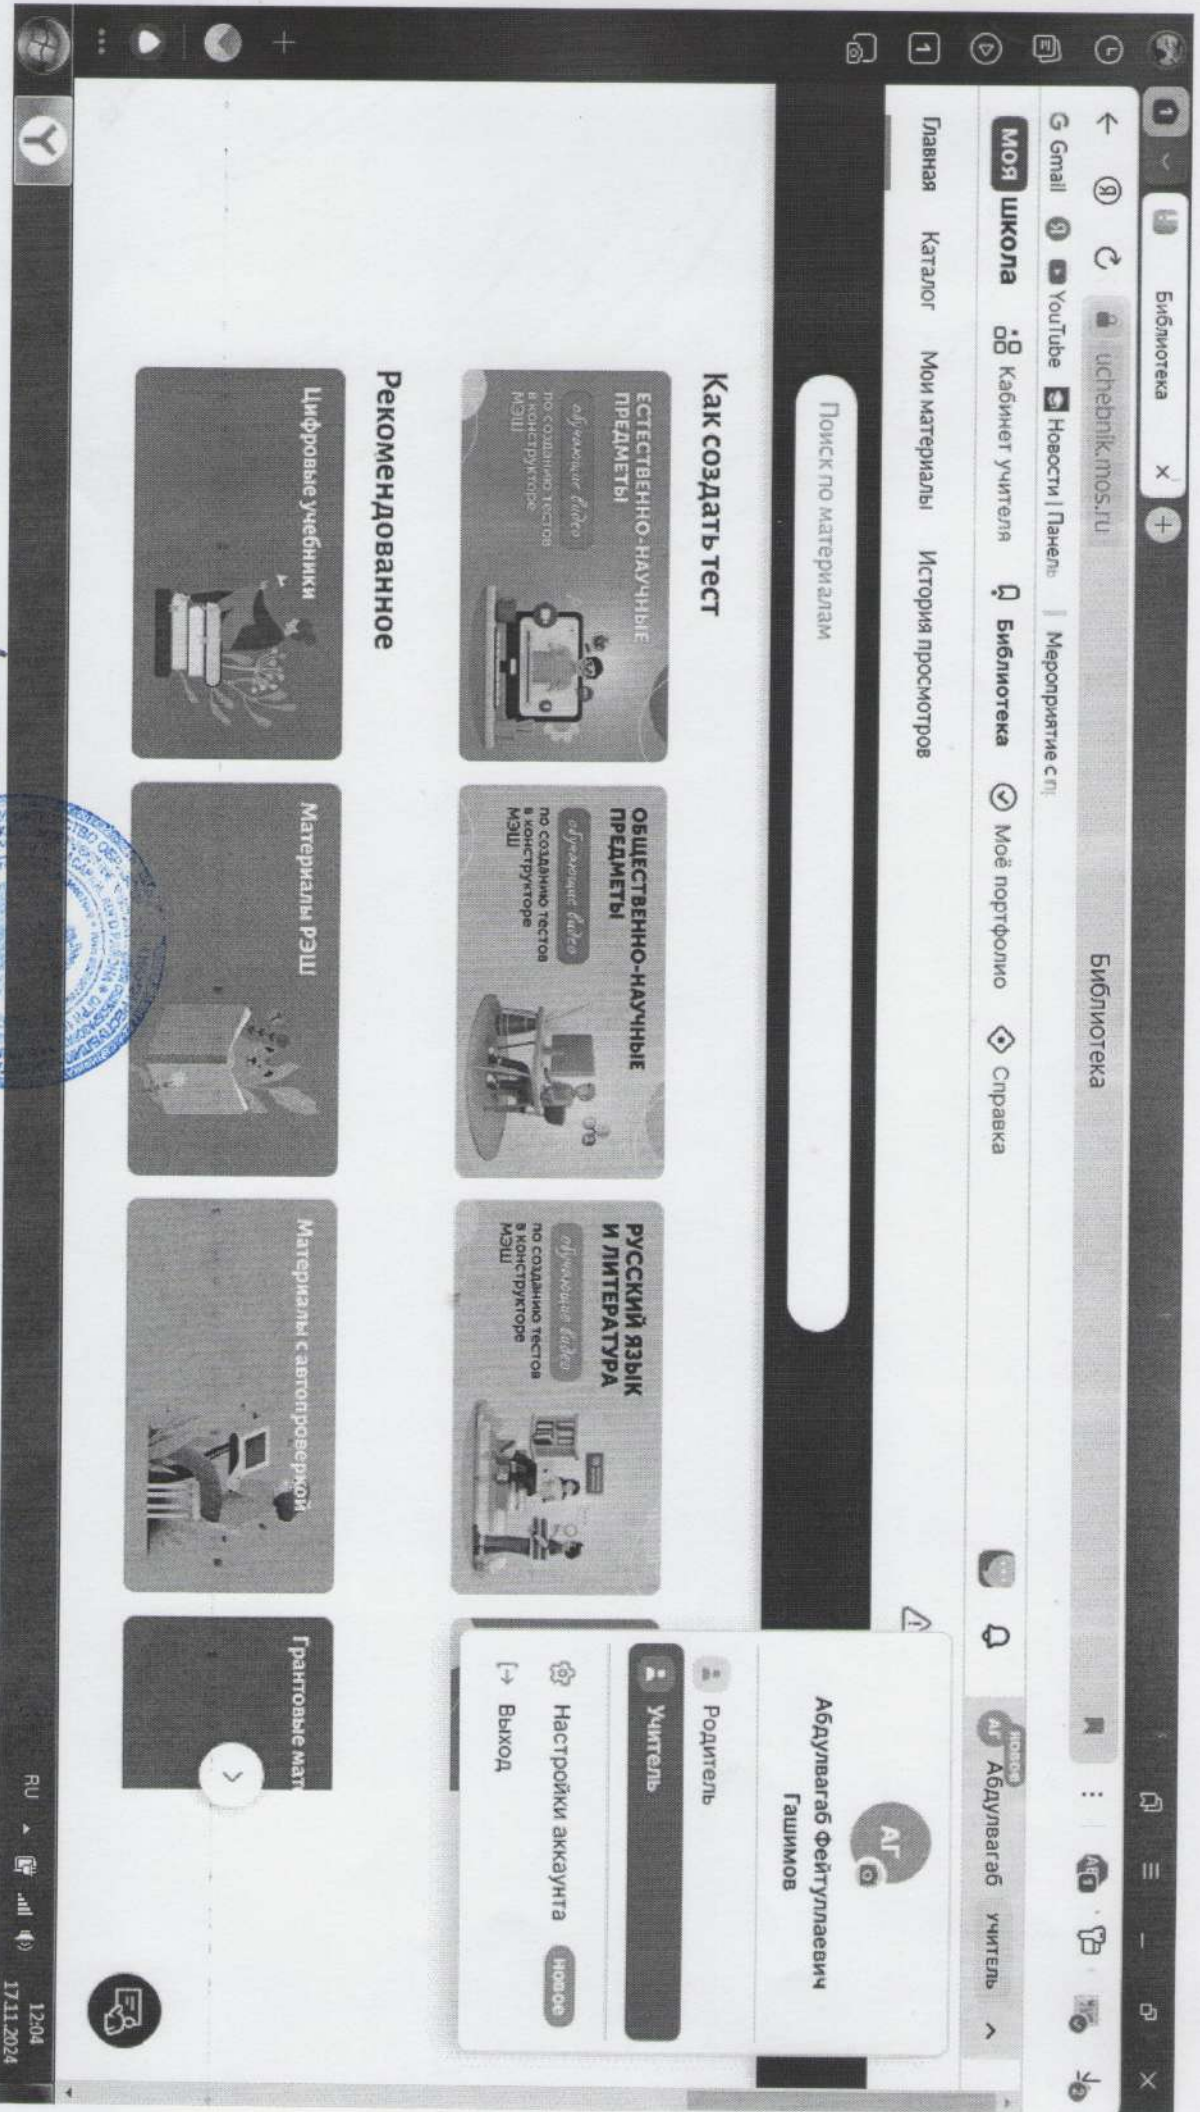 1
Библиотека
uchebnik.mos.ru
Библиотека
G Gmail
YouTube
Новости | Панель
Мероприятие с п
МОЯ школа
Кабинет учителя
Библиотека
Моё портфолио
Справка
новое
АГ Абдулвагаб учитель
Главная
Каталог
Мои материалы
История просмотров
Поиск по материалам
АГ
Абдулвагаб Фейтуллаевич
Гашимов
Родитель
Учитель
Настройки аккаунта новое
Выход
Как создать тест
ЕСТЕСТВЕННО-НАУЧНЫЕ
ПРЕДМЕТЫ
обучающие видео
по созданию тестов
в конструкторе
МЭШ
ОБЩЕСТВЕННО-НАУЧНЫЕ
ПРЕДМЕТЫ
обучающие видео
по созданию тестов
в конструкторе
МЭШ
РУССКИЙ ЯЗЫК
И ЛИТЕРАТУРА
обучающие видео
по созданию тестов
в конструкторе
МЭШ
Рекомендованное
Цифровые учебники
Материалы РЭШ
Материалы с автопроверкой
Грантовые мат
RU
12:04
17.11.2024